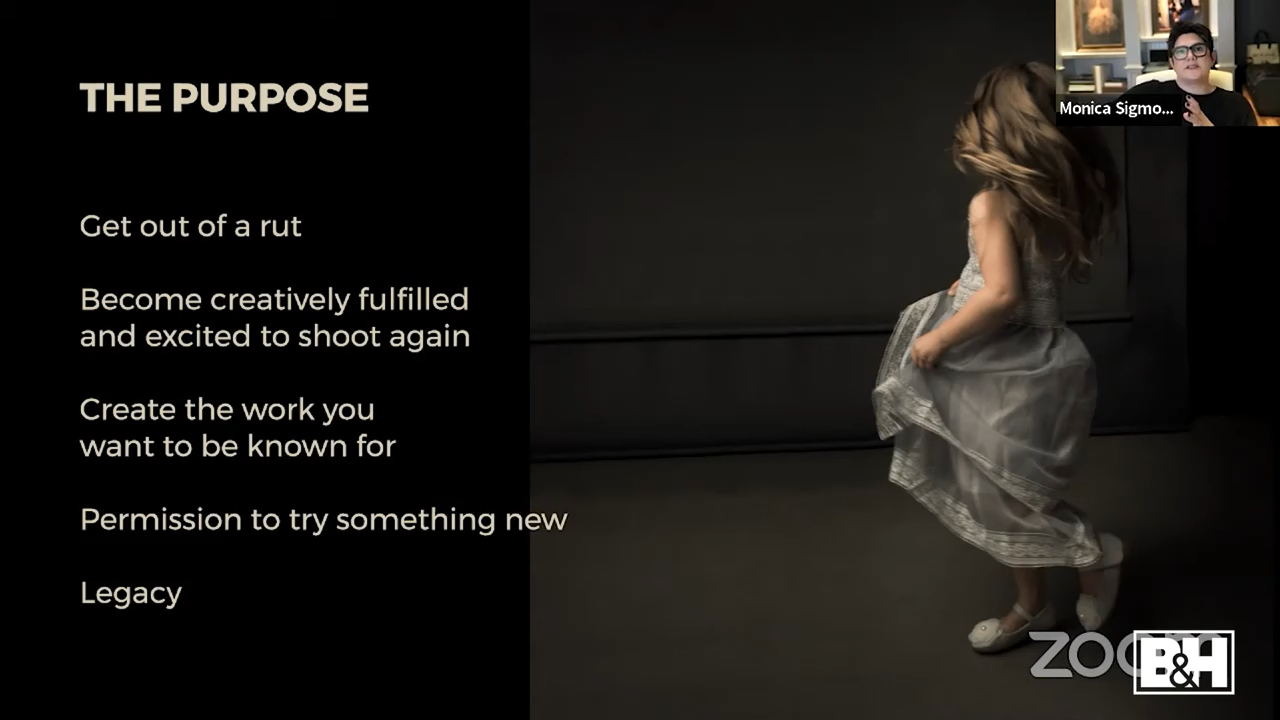 THE PURPOSE
Get out of a rut
Become creatively fulfilled
and excited to shoot again
Create the work you
want to be known for
Permission to try something new
Legacy
Monica Sigmo...
zoom
B&H